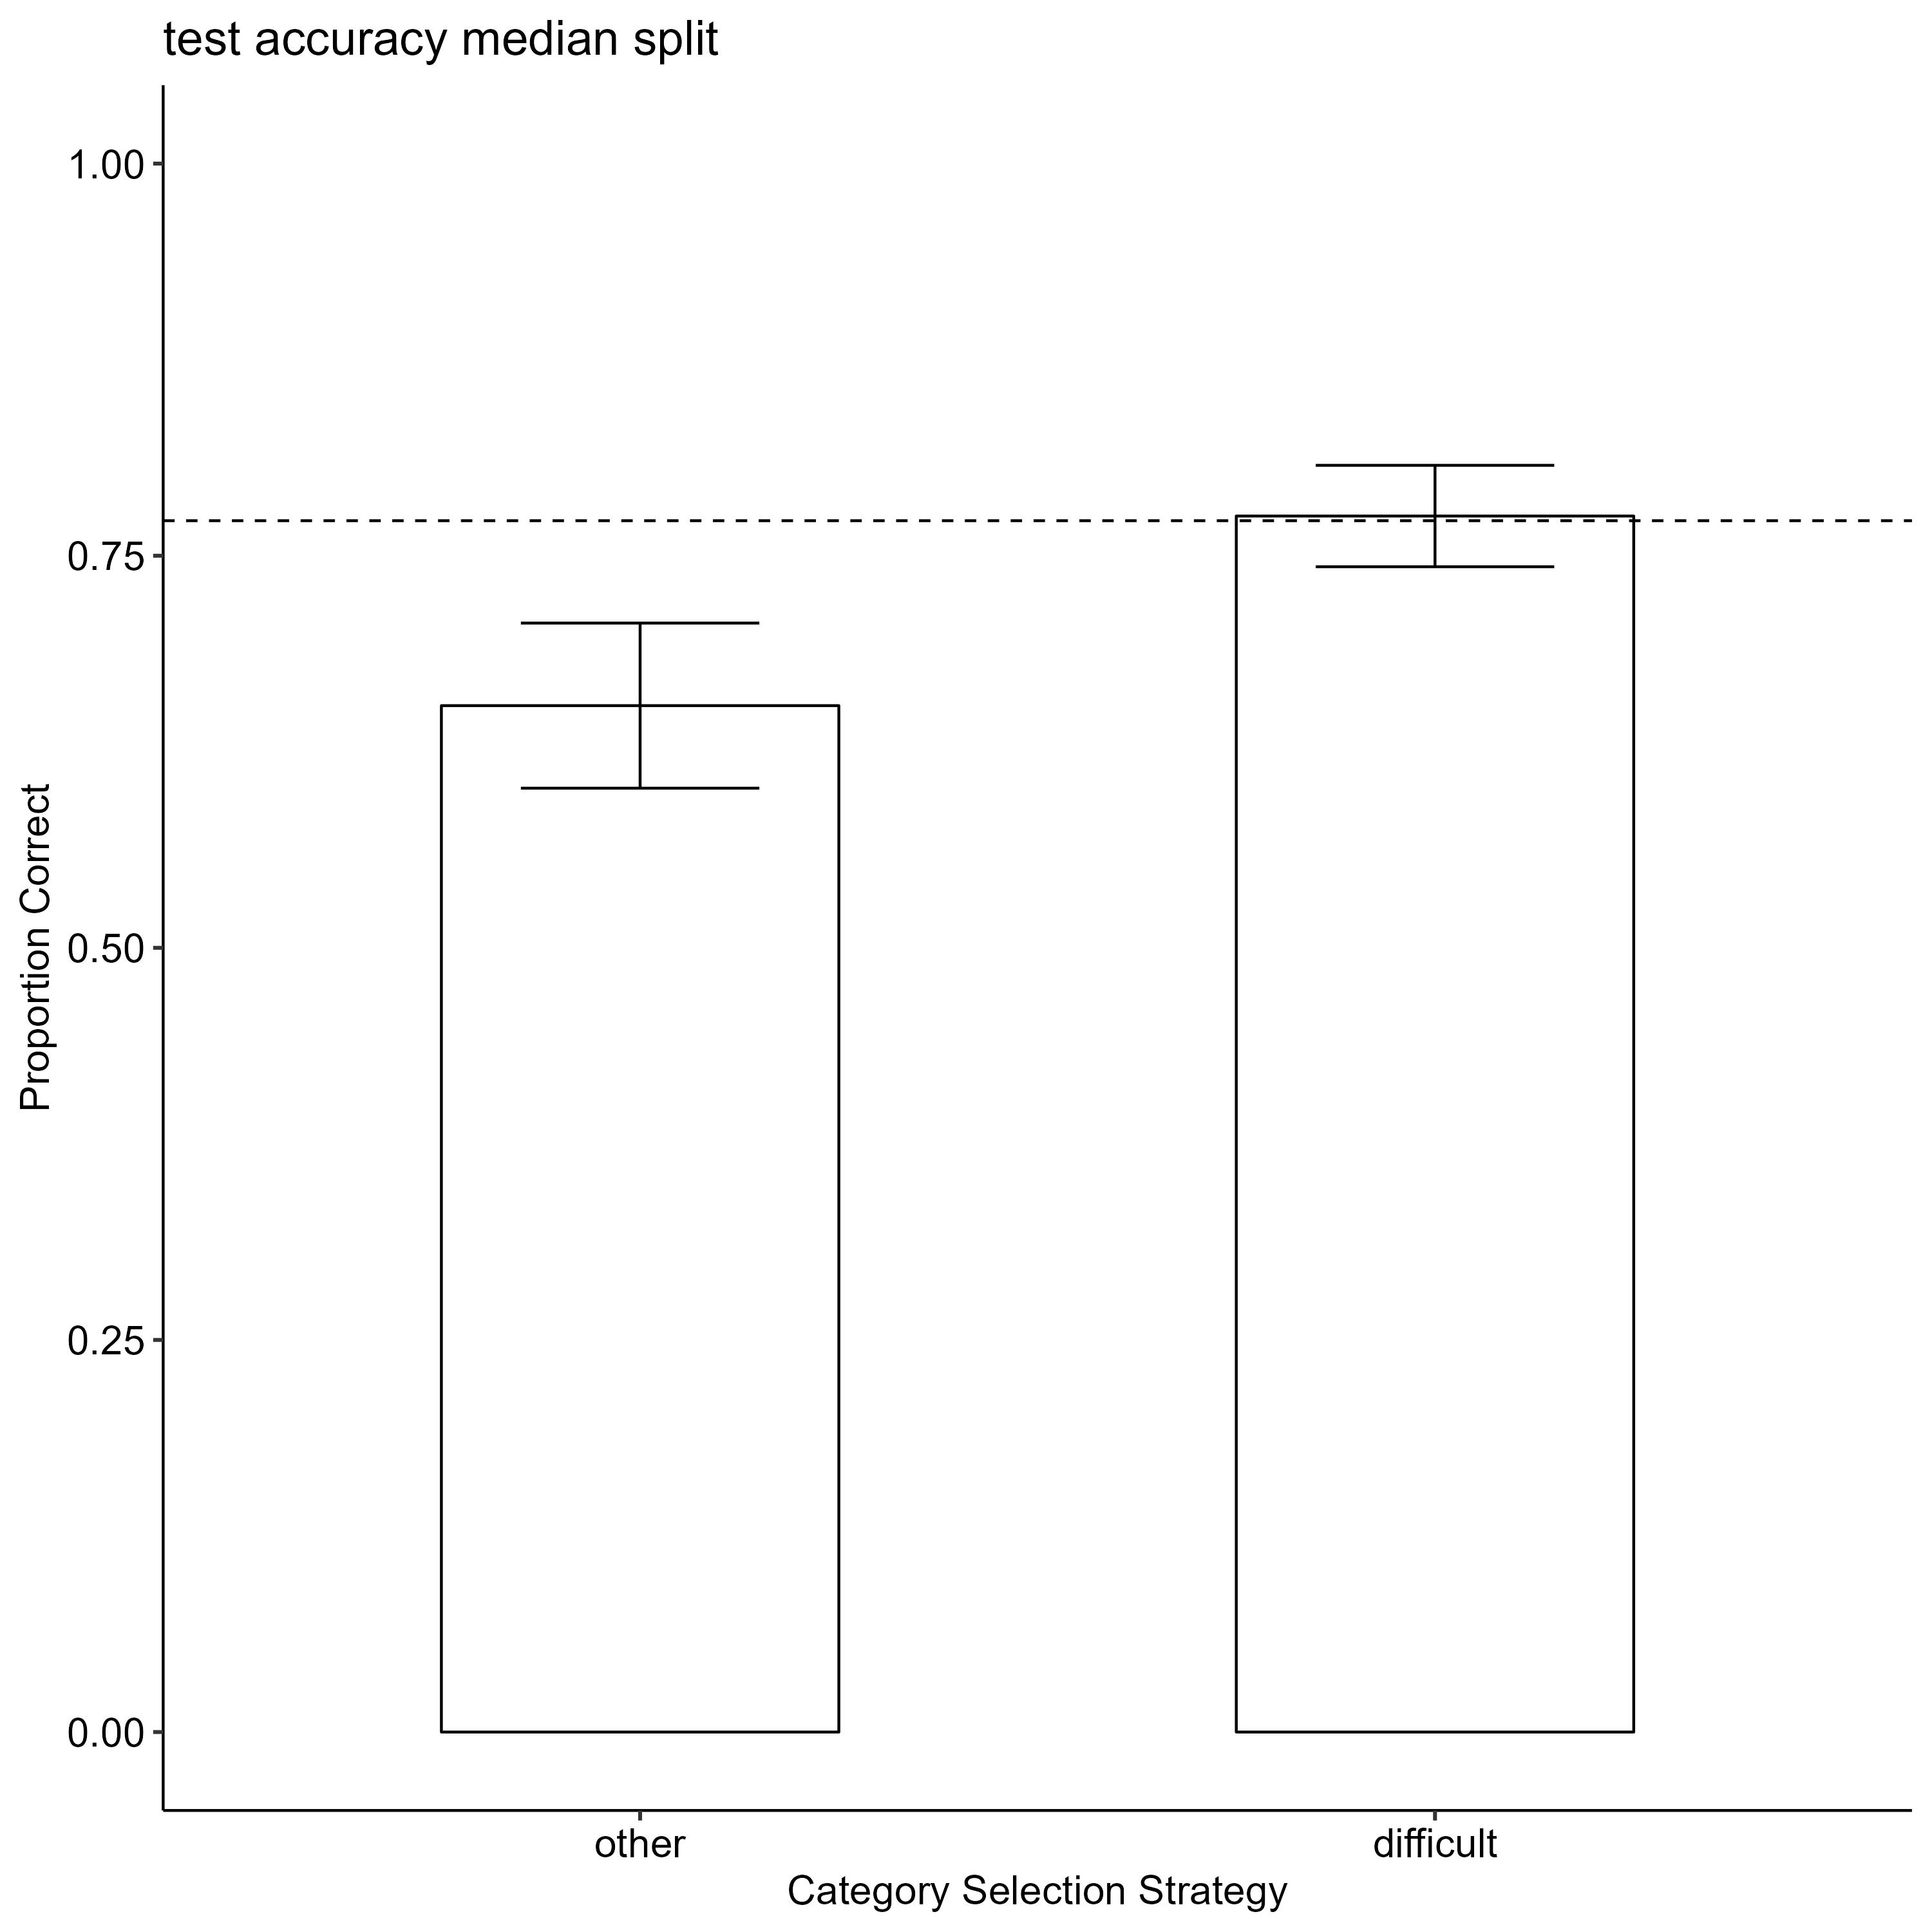 test accuracy median split
1.00
0.75
0.50
0.25
0.00
Proportion Correct
other difficult
Category Selection Strategy